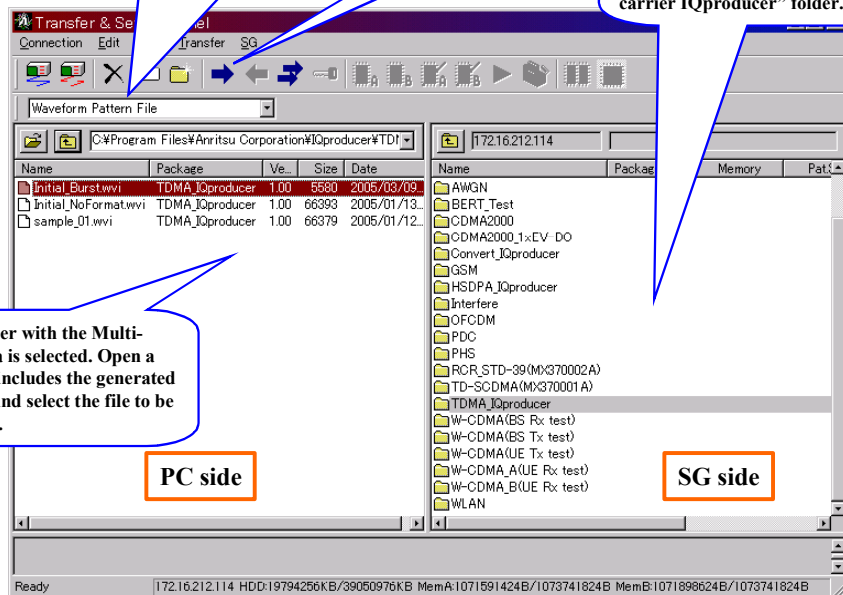 carrier IQproducer" folder.
Transfer & Se
Connection Edit Transfer SG
Waveform Pattern File
C:¥Program Files¥Anritsu Corporation¥IQproducer¥TD
172.16.212.114
Name Package Ve... Size Date
Initial_Burst.wvi TDMA_IQproducer 1.00 5580 2005/03/09...
Initial_NoFormat.wvi TDMA_IQproducer 1.00 66393 2005/01/13...
sample_01.wvi TDMA_IQproducer 1.00 66379 2005/01/12...
Name Packag Memory Pat.
AWGN
BERT_Test
CDMA2000
CDMA2000_1xEV-DO
Convert_IQproducer
GSM
HSDPA_IQproducer
Interfere
OFCDM
PDC
PHS
RCR_STD-39(MX370002A)
TD-SCDMA(MX370001A)
TDMA_IQproducer
W-CDMA(BS Rx test)
W-CDMA(BS Tx test)
W-CDMA(UE Tx test)
W-CDMA_A(UE Rx test)
W-CDMA_B(UE Rx test)
WLAN
er with the Multi-
is selected. Open a
includes the generated
nd select the file to be
PC side
SG side
Ready 172.16.212.114 HDD:19794256KB/39050976KB MemA:1071591424B/1073741824B MemB:1071898624B/1073741824B